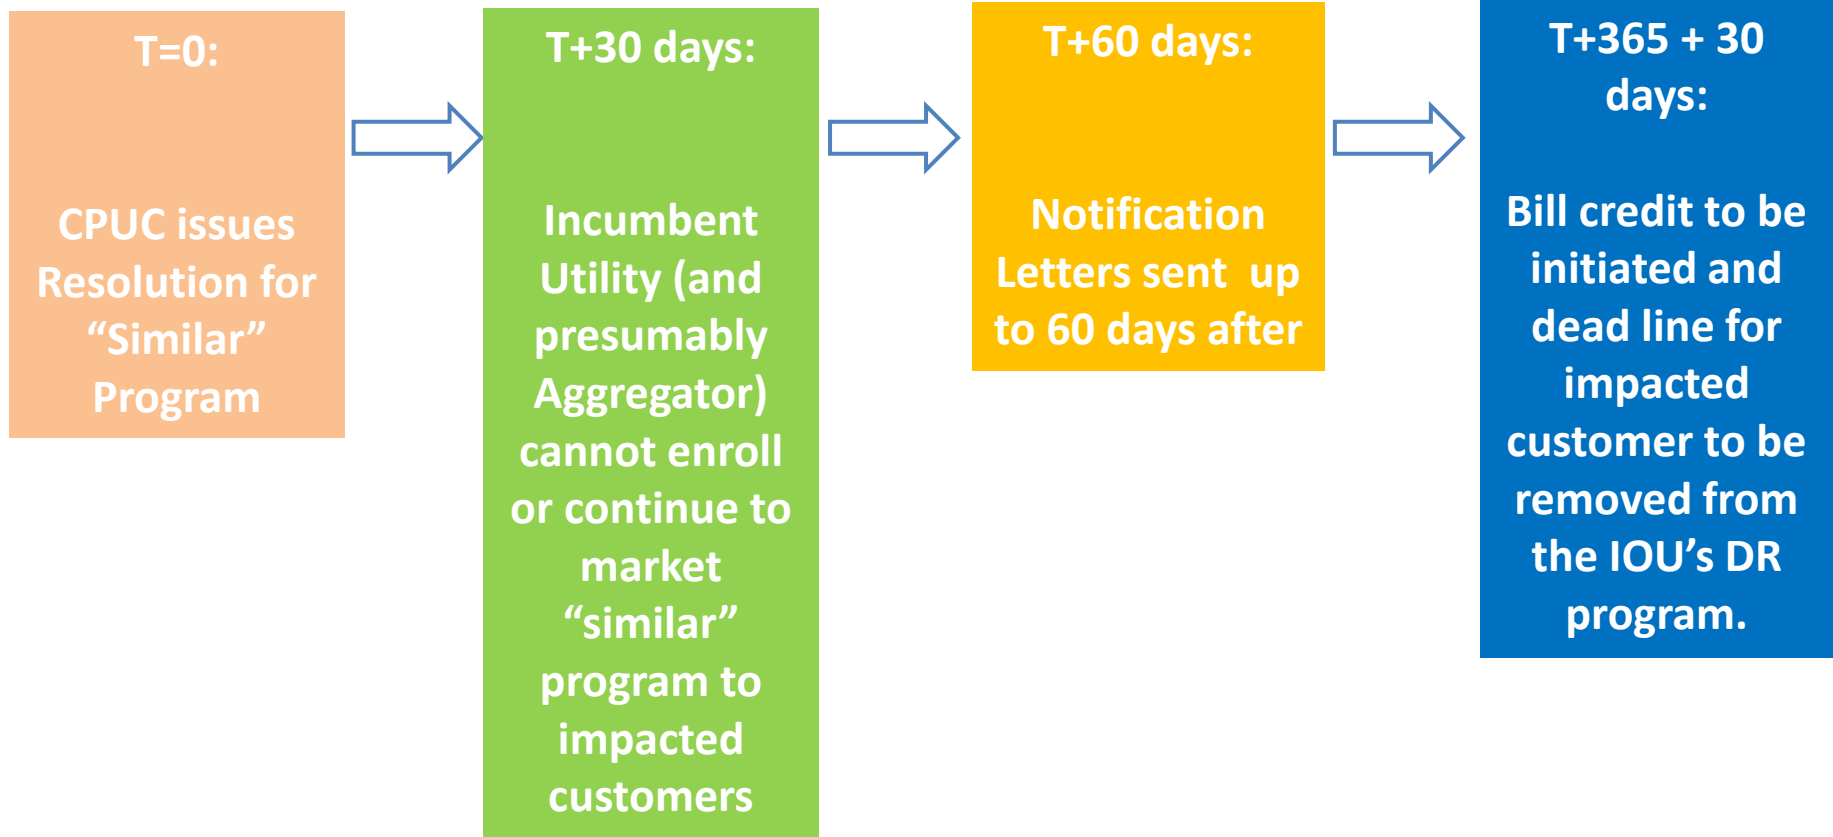 T=0:
CPUC issues
Resolution for
“Similar”
Program
T+30 days:
Incumbent
Utility (and
presumably
Aggregator)
cannot enroll
or continue to
market
“similar”
program to
impacted
customers
T+60 days:
Notification
Letters sent  up
to 60 days after
T+365 + 30
days:
Bill credit to be
initiated and
dead line for
impacted
customer to be
removed from
the IOU’s DR
program.